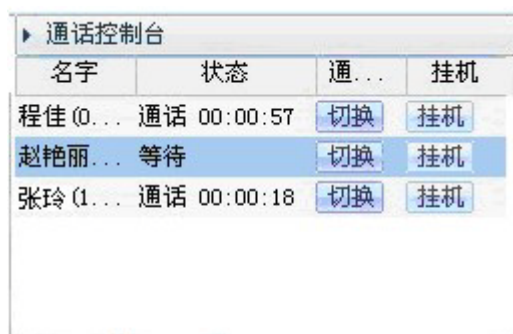 通话控制台
名字 状态 通... 挂机
程佳(0... 通话 00:00:57 切换 挂机
赵艳丽... 等待 切换 挂机
张玲(1... 通话 00:00:18 切换 挂机